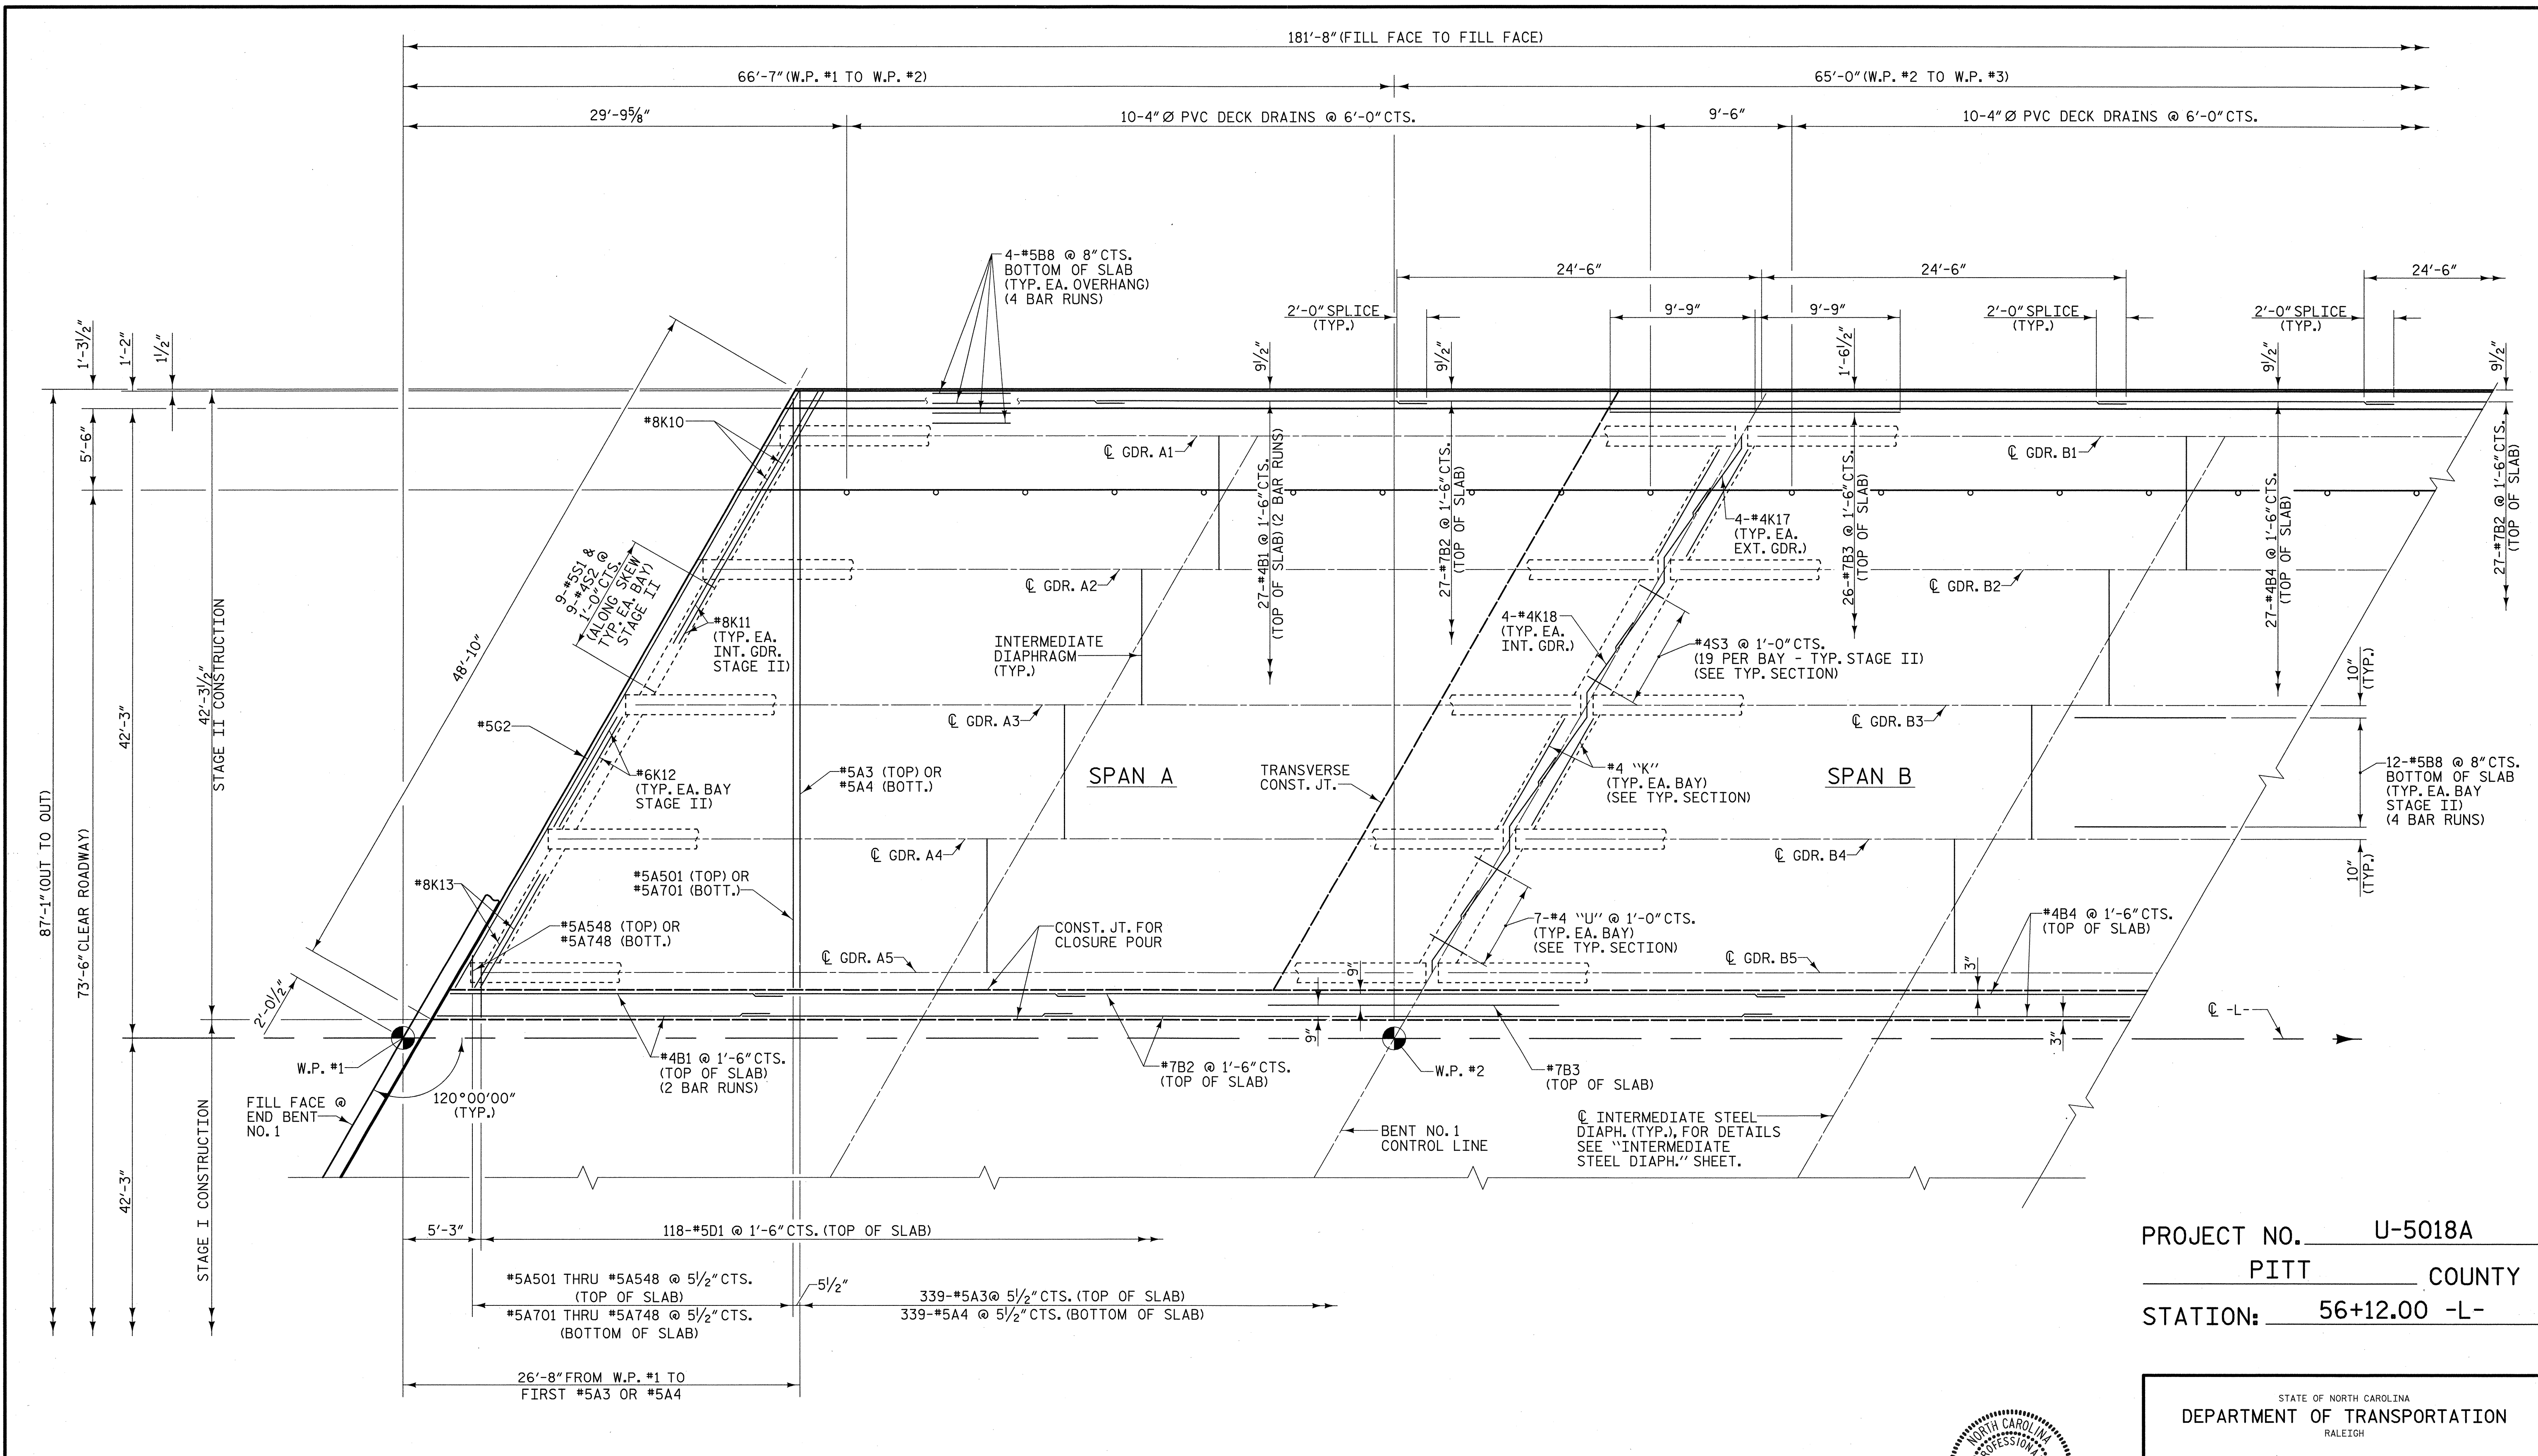 181'-8" (FILL FACE TO FILL FACE)
66'-7" (W.P. #1 TO W.P. #2)
65'-0" (W.P. #2 TO W.P. #3)
29'-9⅝"
10-4" Ø PVC DECK DRAINS @ 6'-0" CTS.
9'-6"
10-4" Ø PVC DECK DRAINS @ 6'-0" CTS.
4-#5B8 @ 8" CTS.
BOTTOM OF SLAB
(TYP. EA. OVERHANG)
(4 BAR RUNS)
24'-6"
24'-6"
24'-6"
2'-0" SPLICE
(TYP.)
9'-9"
9'-9"
2'-0" SPLICE
(TYP.)
2'-0" SPLICE
(TYP.)
1'-3½"
1'-2"
1½"
9½"
9½"
1'-6½"
9½"
9½"
5'-6"
#8K10
℄ GDR. A1
℄ GDR. B1
27-#4B1 @ 1'-6" CTS.
(TOP OF SLAB) (2 BAR RUNS)
27-#7B2 @ 1'-6" CTS.
(TOP OF SLAB)
4-#4K17
(TYP. EA.
EXT. GDR.)
26-#7B3 @ 1'-6" CTS.
(TOP OF SLAB)
27-#4B4 @ 1'-6" CTS.
(TOP OF SLAB)
27-#7B2 @ 1'-6" CTS.
(TOP OF SLAB)
9-#5S1 &
9-#4S2 @
1'-0" CTS.
(ALONG SKEW
TYP. EA. BAY)
STAGE II
48'-10"
℄ GDR. A2
℄ GDR. B2
#8K11
(TYP. EA.
INT. GDR.
STAGE II)
INTERMEDIATE
DIAPHRAGM
(TYP.)
4-#4K18
(TYP. EA.
INT. GDR.)
#4S3 @ 1'-0" CTS.
(19 PER BAY - TYP. STAGE II)
(SEE TYP. SECTION)
10"
(TYP.)
87'-1" (OUT TO OUT)
73'-6" CLEAR ROADWAY)
42'-3"
42'-3½"
STAGE II CONSTRUCTION
#5G2
℄ GDR. A3
℄ GDR. B3
#6K12
(TYP. EA. BAY
STAGE II)
#5A3 (TOP) OR
#5A4 (BOTT.)
SPAN A
TRANSVERSE
CONST. JT.
#4 ‶K″
(TYP. EA. BAY)
(SEE TYP. SECTION)
SPAN B
12-#5B8 @ 8" CTS.
BOTTOM OF SLAB
(TYP. EA. BAY
STAGE II)
(4 BAR RUNS)
℄ GDR. A4
℄ GDR. B4
10"
(TYP.)
#8K13
#5A501 (TOP) OR
#5A701 (BOTT.)
#5A548 (TOP) OR
#5A748 (BOTT.)
CONST. JT. FOR
CLOSURE POUR
7-#4 ‶U″ @ 1'-0" CTS.
(TYP. EA. BAY)
(SEE TYP. SECTION)
#4B4 @ 1'-6" CTS.
(TOP OF SLAB)
℄ GDR. A5
℄ GDR. B5
2'-0½"
9"
9"
3"
3"
℄ -L-
W.P. #1
#4B1 @ 1'-6" CTS.
(TOP OF SLAB)
(2 BAR RUNS)
#7B2 @ 1'-6" CTS.
(TOP OF SLAB)
W.P. #2
#7B3
(TOP OF SLAB)
120°00'00"
(TYP.)
FILL FACE @
END BENT
NO. 1
BENT NO. 1
CONTROL LINE
℄ INTERMEDIATE STEEL
DIAPH. (TYP.), FOR DETAILS
SEE ‶INTERMEDIATE
STEEL DIAPH.″ SHEET.
42'-3"
STAGE I CONSTRUCTION
5'-3"
118-#5D1 @ 1'-6" CTS. (TOP OF SLAB)
#5A501 THRU #5A548 @ 5½" CTS.
(TOP OF SLAB)
#5A701 THRU #5A748 @ 5½" CTS.
(BOTTOM OF SLAB)
5½"
339-#5A3@ 5½" CTS. (TOP OF SLAB)
339-#5A4 @ 5½" CTS. (BOTTOM OF SLAB)
26'-8" FROM W.P. #1 TO
FIRST #5A3 OR #5A4
PROJECT NO. U-5018A
PITT COUNTY
STATION: 56+12.00 -L-
STATE OF NORTH CAROLINA
DEPARTMENT OF TRANSPORTATION
RALEIGH
NORTH CAROLINA